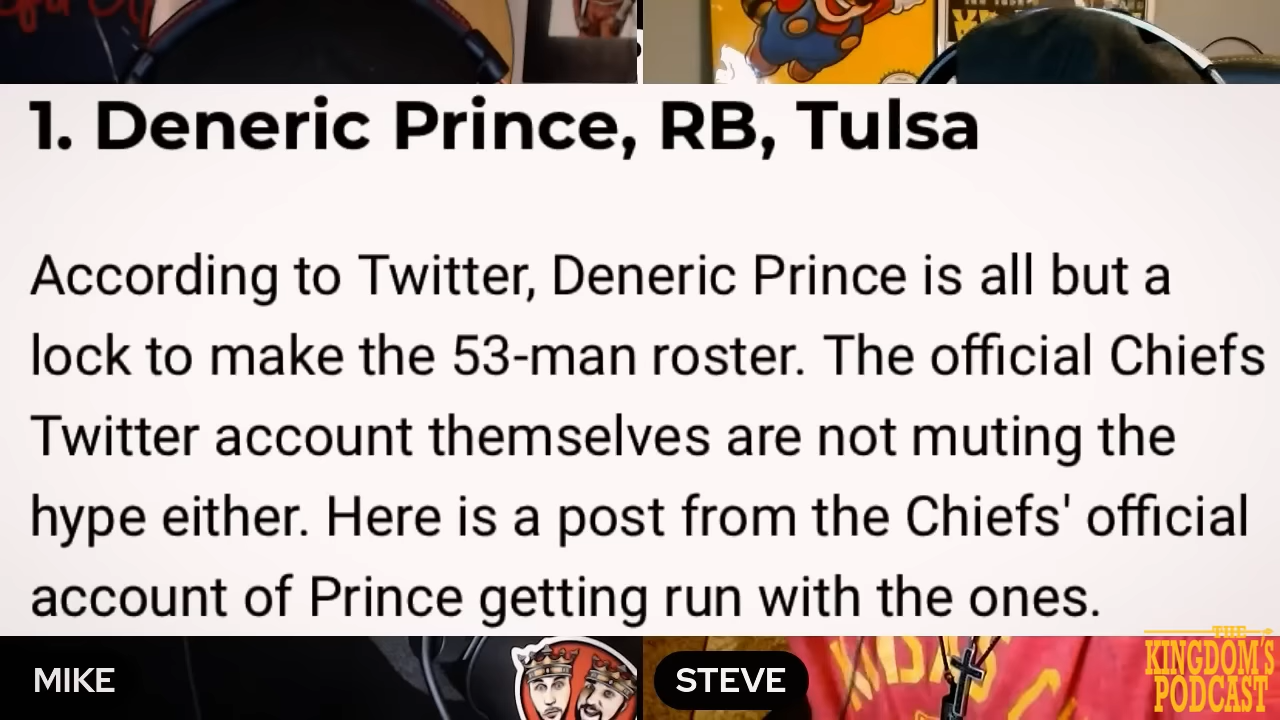 1. Deneric Prince, RB, Tulsa
According to Twitter, Deneric Prince is all but a
lock to make the 53-man roster. The official Chiefs
Twitter account themselves are not muting the
hype either. Here is a post from the Chiefs' official
account of Prince getting run with the ones.
MIKE
STEVE
THE
KINGDOM'S
PODCAST